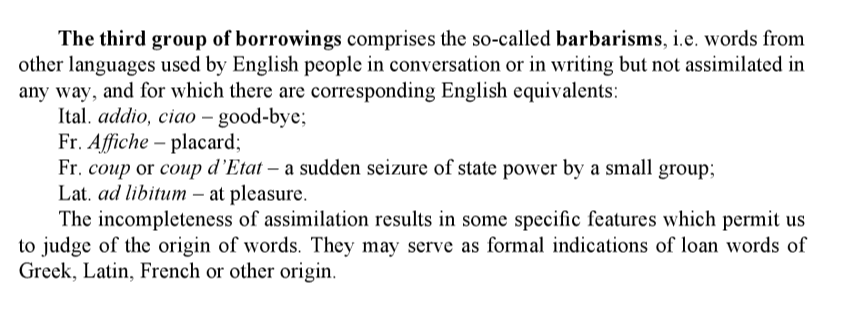 The third group of borrowings comprises the so-called barbarisms, i.e. words from
other languages used by English people in conversation or in writing but not assimilated in
any way, and for which there are corresponding English equivalents:
Ital. addio, ciao – good-bye;
Fr. Affiche – placard;
Fr. coup or coup d'Etat – a sudden seizure of state power by a small group;
Lat. ad libitum – at pleasure.
The incompleteness of assimilation results in some specific features which permit us
to judge of the origin of words. They may serve as formal indications of loan words of
Greek, Latin, French or other origin.